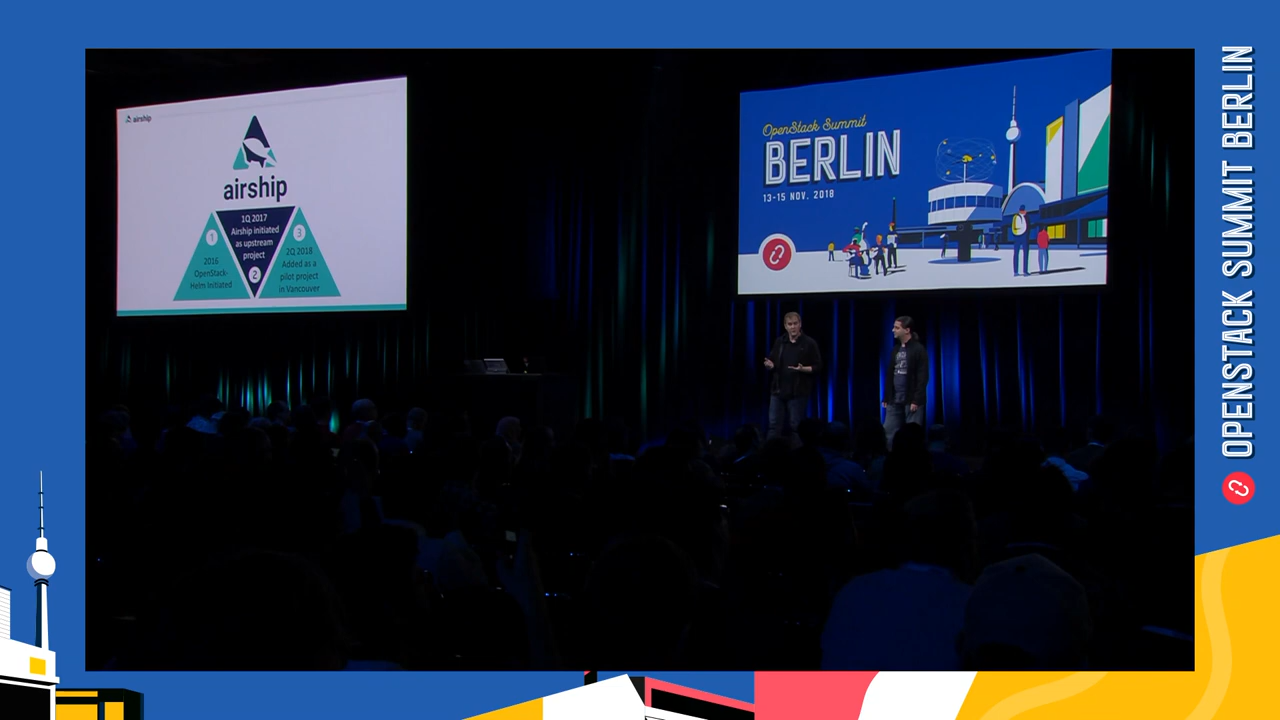 airship
airship
1
2016
OpenStack-
Helm Initiated
1Q 2017
Airship initiated
as upstream
project
2
3
2Q 2018
Added as a
pilot project
in Vancouver
OpenStack Summit
BERLIN
13-15 NOV. 2018
OPENSTACK SUMMIT BERLIN